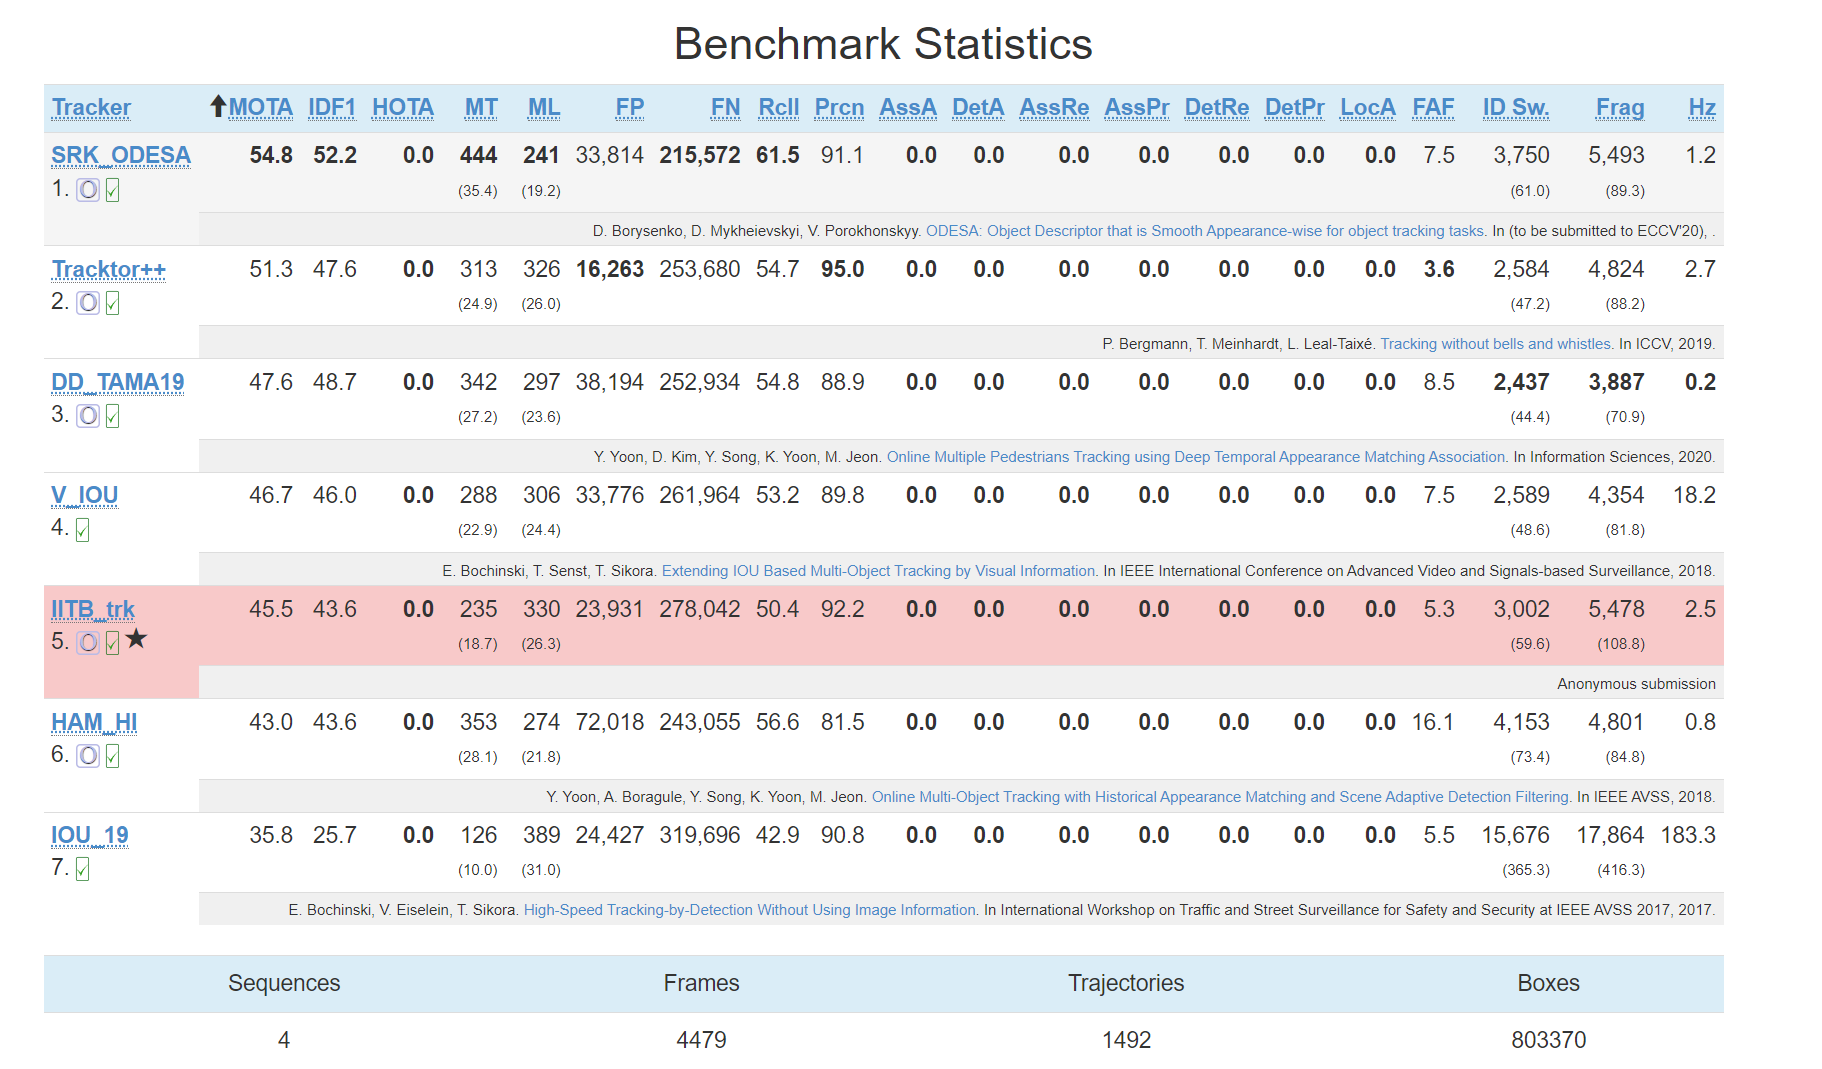 Benchmark Statistics
Tracker MOTA IDF1 HOTA MT ML FP FN Rcll Prcn AssA DetA AssRe AssPr DetRe DetPr LocA FAF ID Sw. Frag Hz
SRK_ODESA 54.8 52.2 0.0 444 241 33,814 215,572 61.5 91.1 0.0 0.0 0.0 0.0 0.0 0.0 0.0 7.5 3,750 5,493 1.2
1. O ✓ (35.4) (19.2) (61.0) (89.3)
D. Borysenko, D. Mykheievskyi, V. Porokhonskyy. ODESA: Object Descriptor that is Smooth Appearance-wise for object tracking tasks. In (to be submitted to ECCV'20), .
Tracktor++ 51.3 47.6 0.0 313 326 16,263 253,680 54.7 95.0 0.0 0.0 0.0 0.0 0.0 0.0 0.0 3.6 2,584 4,824 2.7
2. O ✓ (24.9) (26.0) (47.2) (88.2)
P. Bergmann, T. Meinhardt, L. Leal-Taixé. Tracking without bells and whistles. In ICCV, 2019.
DD_TAMA19 47.6 48.7 0.0 342 297 38,194 252,934 54.8 88.9 0.0 0.0 0.0 0.0 0.0 0.0 0.0 8.5 2,437 3,887 0.2
3. O ✓ (27.2) (23.6) (44.4) (70.9)
Y. Yoon, D. Kim, Y. Song, K. Yoon, M. Jeon. Online Multiple Pedestrians Tracking using Deep Temporal Appearance Matching Association. In Information Sciences, 2020.
V_IOU 46.7 46.0 0.0 288 306 33,776 261,964 53.2 89.8 0.0 0.0 0.0 0.0 0.0 0.0 0.0 7.5 2,589 4,354 18.2
4. ✓ (22.9) (24.4) (48.6) (81.8)
E. Bochinski, T. Senst, T. Sikora. Extending IOU Based Multi-Object Tracking by Visual Information. In IEEE International Conference on Advanced Video and Signals-based Surveillance, 2018.
IITB_trk 45.5 43.6 0.0 235 330 23,931 278,042 50.4 92.2 0.0 0.0 0.0 0.0 0.0 0.0 0.0 5.3 3,002 5,478 2.5
5. O ✓ ★ (18.7) (26.3) (59.6) (108.8)
Anonymous submission
HAM_HI 43.0 43.6 0.0 353 274 72,018 243,055 56.6 81.5 0.0 0.0 0.0 0.0 0.0 0.0 0.0 16.1 4,153 4,801 0.8
6. O ✓ (28.1) (21.8) (73.4) (84.8)
Y. Yoon, A. Boragule, Y. Song, K. Yoon, M. Jeon. Online Multi-Object Tracking with Historical Appearance Matching and Scene Adaptive Detection Filtering. In IEEE AVSS, 2018.
IOU_19 35.8 25.7 0.0 126 389 24,427 319,696 42.9 90.8 0.0 0.0 0.0 0.0 0.0 0.0 0.0 5.5 15,676 17,864 183.3
7. ✓ (10.0) (31.0) (365.3) (416.3)
E. Bochinski, V. Eiselein, T. Sikora. High-Speed Tracking-by-Detection Without Using Image Information. In International Workshop on Traffic and Street Surveillance for Safety and Security at IEEE AVSS 2017, 2017.
Sequences Frames Trajectories Boxes
4 4479 1492 803370